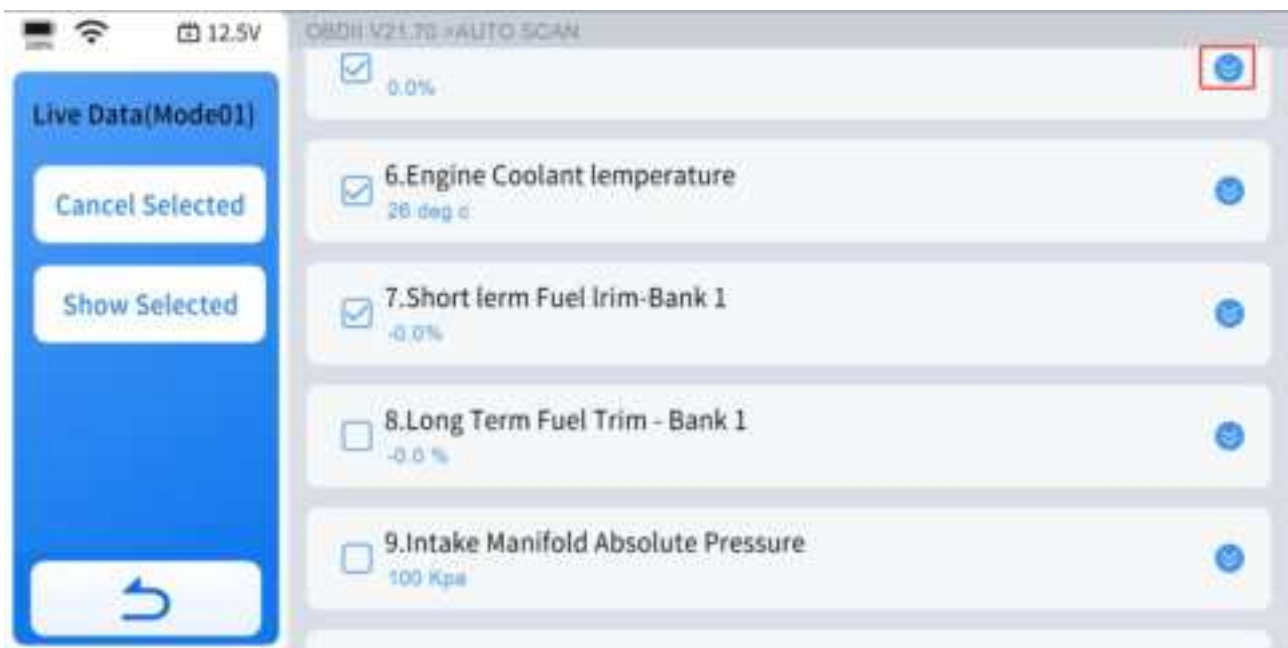 12.5V
OBDII V21.70 >AUTO SCAN
Live Data(Mode01)
Cancel Selected
Show Selected
0.0%
6.Engine Coolant lemperature
26 deg c
7.Short lerm Fuel lrim-Bank 1
-0.0%
8.Long Term Fuel Trim - Bank 1
-0.0 %
9.Intake Manifold Absolute Pressure
100 Kpa